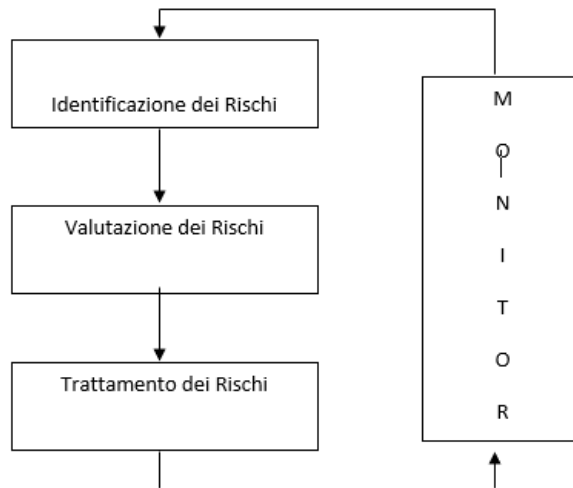 Identificazione dei Rischi
Valutazione dei Rischi
Trattamento dei Rischi
M
O
N
I
T
O
R